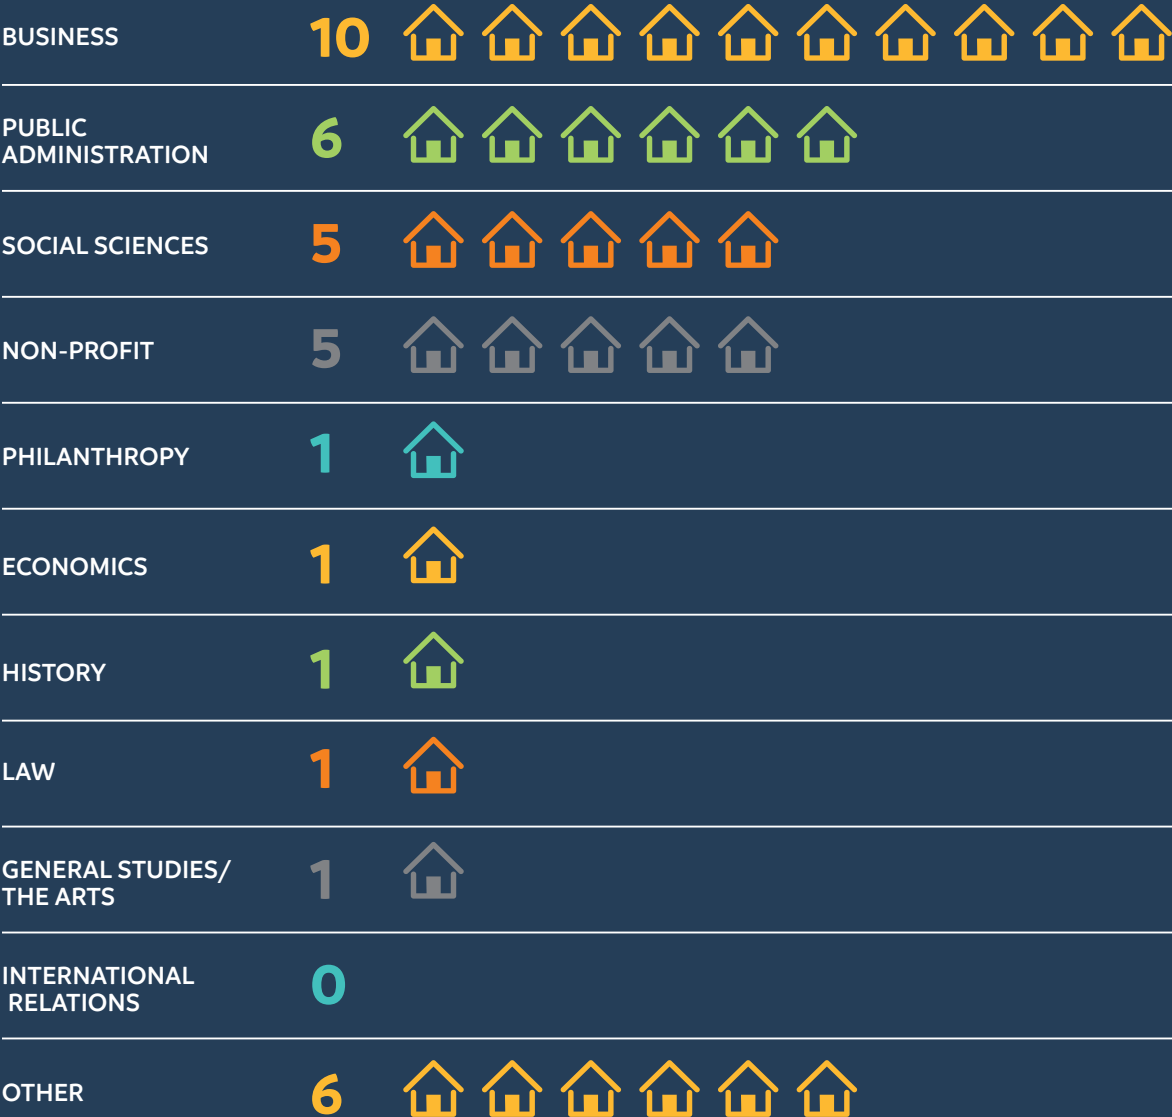 BUSINESS 10
PUBLIC
ADMINISTRATION 6
SOCIAL SCIENCES 5
NON-PROFIT 5
PHILANTHROPY 1
ECONOMICS 1
HISTORY 1
LAW 1
GENERAL STUDIES/
THE ARTS 1
INTERNATIONAL
RELATIONS 0
OTHER 6